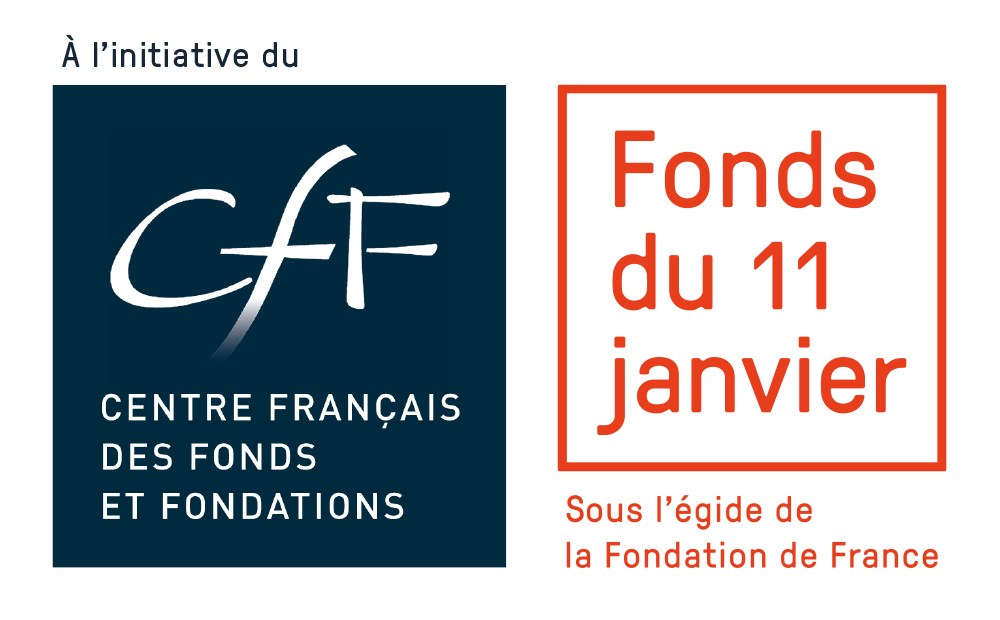 À l'initiative du
CfF
CENTRE FRANÇAIS
DES FONDS
ET FONDATIONS
Fonds
du 11
janvier
Sous l'égide de
la Fondation de France